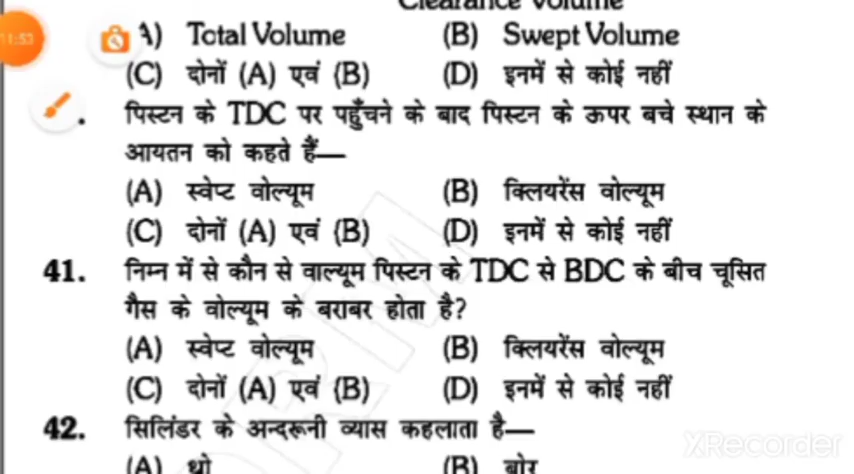 Clearance Volume
11:53
A) Total Volume (B) Swept Volume
(C) दोनों (A) एवं (B) (D) इनमें से कोई नहीं
. पिस्टन के TDC पर पहुँचने के बाद पिस्टन के ऊपर बचे स्थान के
आयतन को कहते हैं—
(A) स्वेप्ट वोल्यूम (B) क्लियरेंस वोल्यूम
(C) दोनों (A) एवं (B) (D) इनमें से कोई नहीं
41. निम्न में से कौन से वाल्यूम पिस्टन के TDC से BDC के बीच चूसित
गैस के वोल्यूम के बराबर होता है?
(A) स्वेप्ट वोल्यूम (B) क्लियरेंस वोल्यूम
(C) दोनों (A) एवं (B) (D) इनमें से कोई नहीं
42. सिलिंडर के अन्दरूनी व्यास कहलाता है—
(A) थ्रो (B) बोर
XRecorder